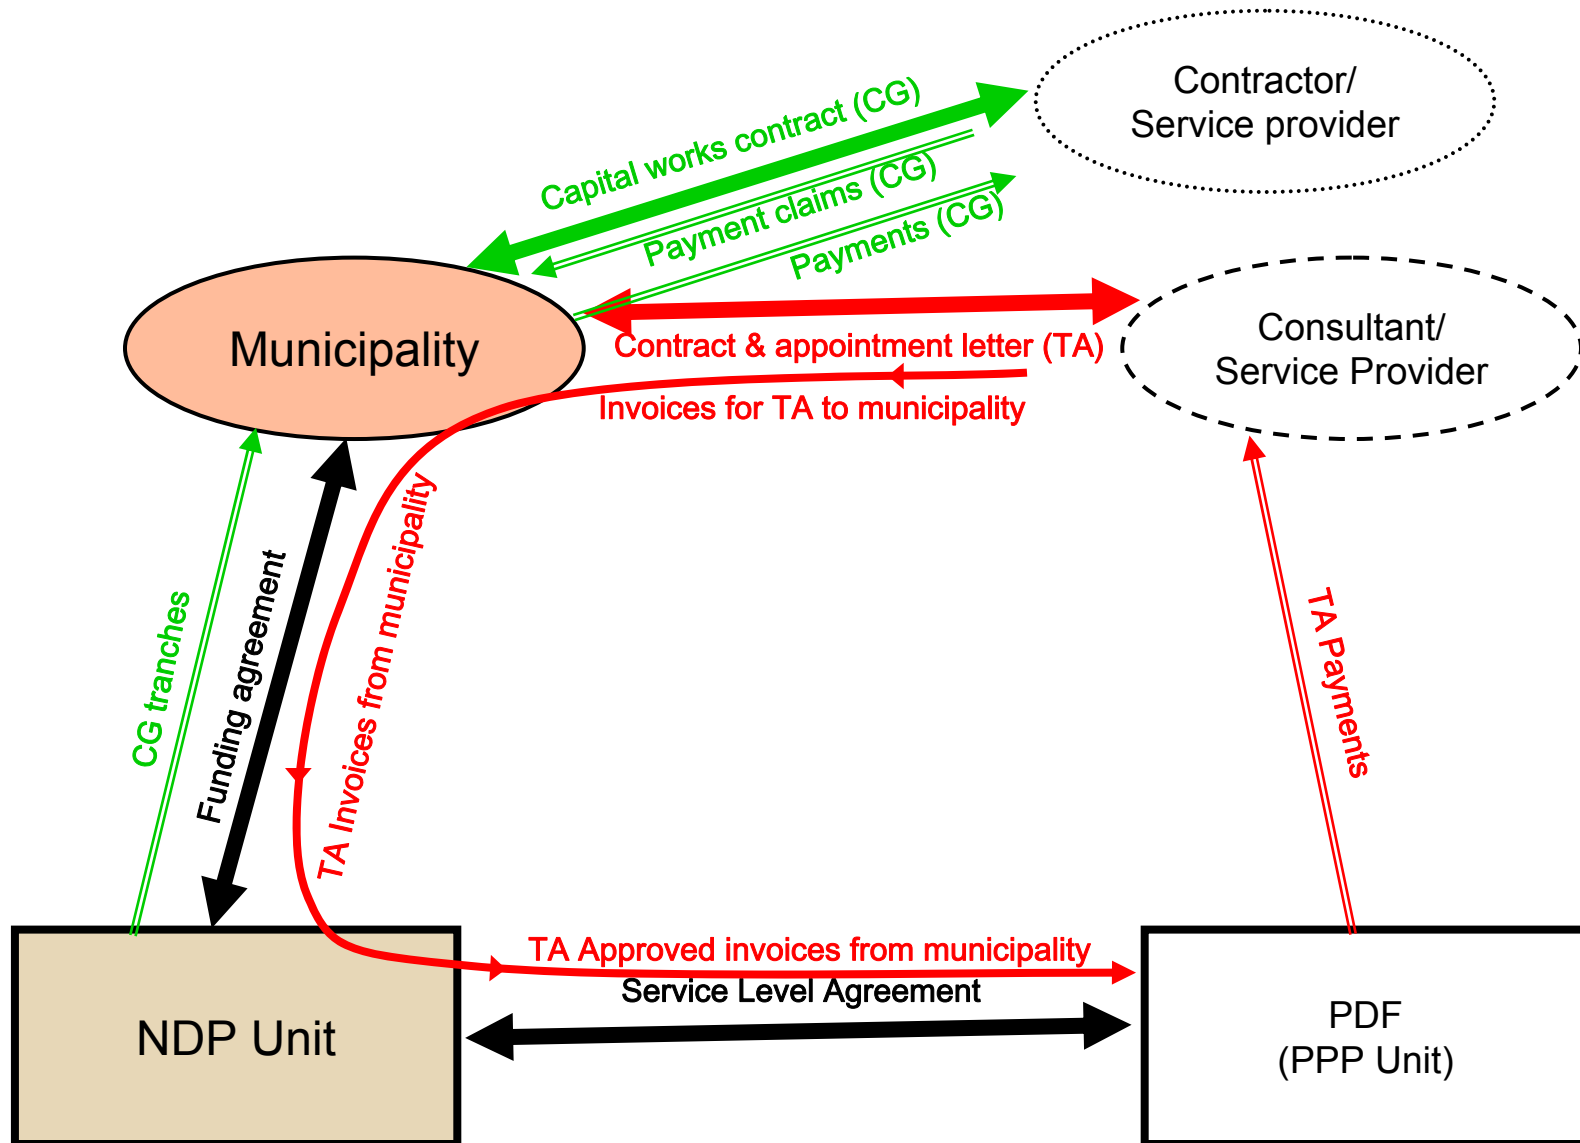 Contractor/
Service provider
Capital works contract (CG)
Payment claims (CG)
Payments (CG)
Municipality
Consultant/
Service Provider
Contract & appointment letter (TA)
Invoices for TA to municipality
TA Invoices from municipality
CG tranches
Funding agreement
TA Payments
TA Approved invoices from municipality
Service Level Agreement
NDP Unit
PDF
(PPP Unit)